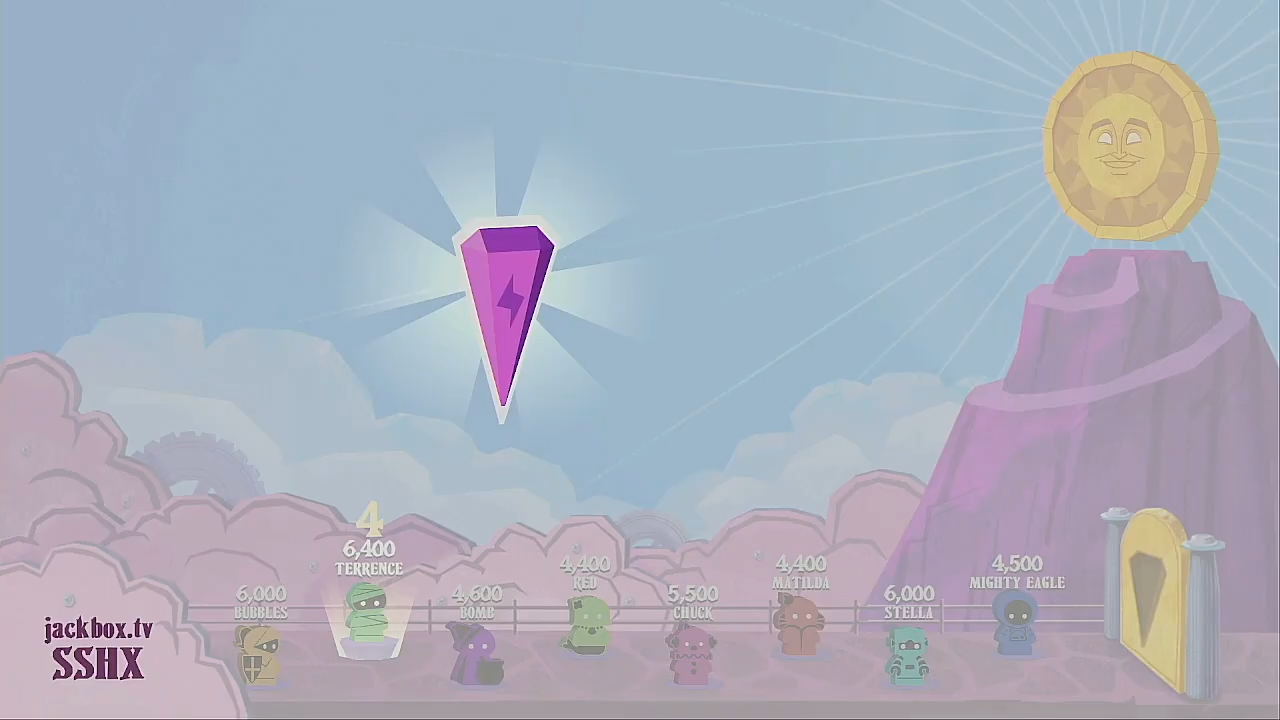 4
6,400
TERRENCE
4,400
RED
4,400
MATILDA
4,500
MIGHTY EAGLE
6,000
BUBBLES
4,600
BOMB
5,500
CHUCK
6,000
STELLA
jackbox.tv
SSHX